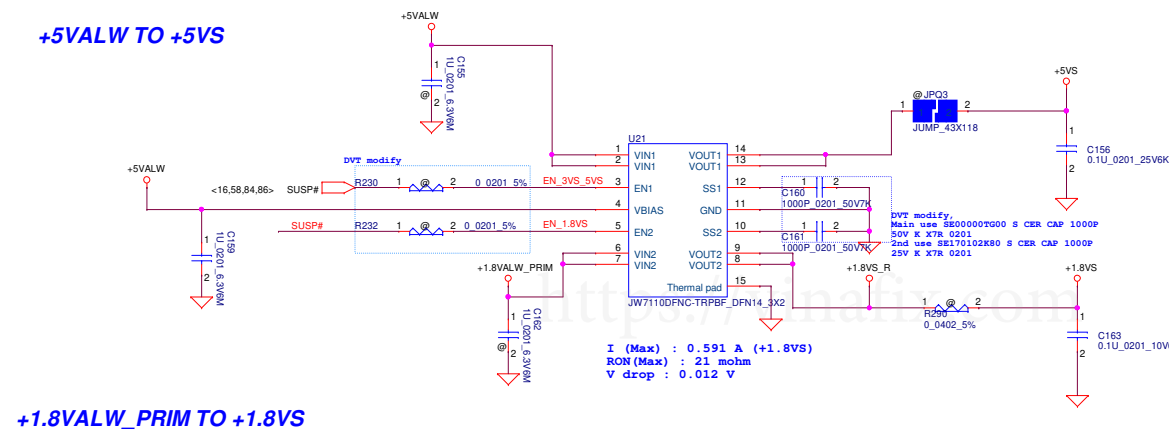 +5VALW TO +5VS
+5VALW
1
C155
1U_0201_6.3V6M
@
2
+5VS
@ JPQ3
1
2
JUMP_43X118
1
C156
0.1U_0201_25V6K
2
U21
1 VIN1
2 VIN1
3 EN1
4 VBIAS
5 EN2
6 VIN2
7 VIN2
VOUT1 14
VOUT1 13
SS1 12
GND 11
SS2 10
VOUT2 9
VOUT2 8
Thermal pad 15
JW7110DFNC-TRPBF_DFN14_3X2
DVT modify
+5VALW
<16,58,84,86> SUSP# R230 1 @ 2 0_0201_5% EN_3VS_5VS
SUSP# R232 1 @ 2 0_0201_5% EN_1.8VS
1
C159
1U_0201_6.3V6M
2
1 2
C160
1000P_0201_50V7K
1 2
C161
1000P_0201_50V7K
DVT modify,
Main use SE00000TG00 S CER CAP 1000P
50V K X7R 0201
2nd use SE170102K80 S CER CAP 1000P
25V K X7R 0201
+1.8VALW_PRIM
1
C162
1U_0201_6.3V6M
@
2
+1.8VS_R
1 @ 2
R290
0_0402_5%
+1.8VS
1
C163
0.1U_0201_10V
2
https://vinafix.com
I (Max) : 0.591 A (+1.8VS)
RON(Max) : 21 mohm
V drop : 0.012 V
+1.8VALW_PRIM TO +1.8VS